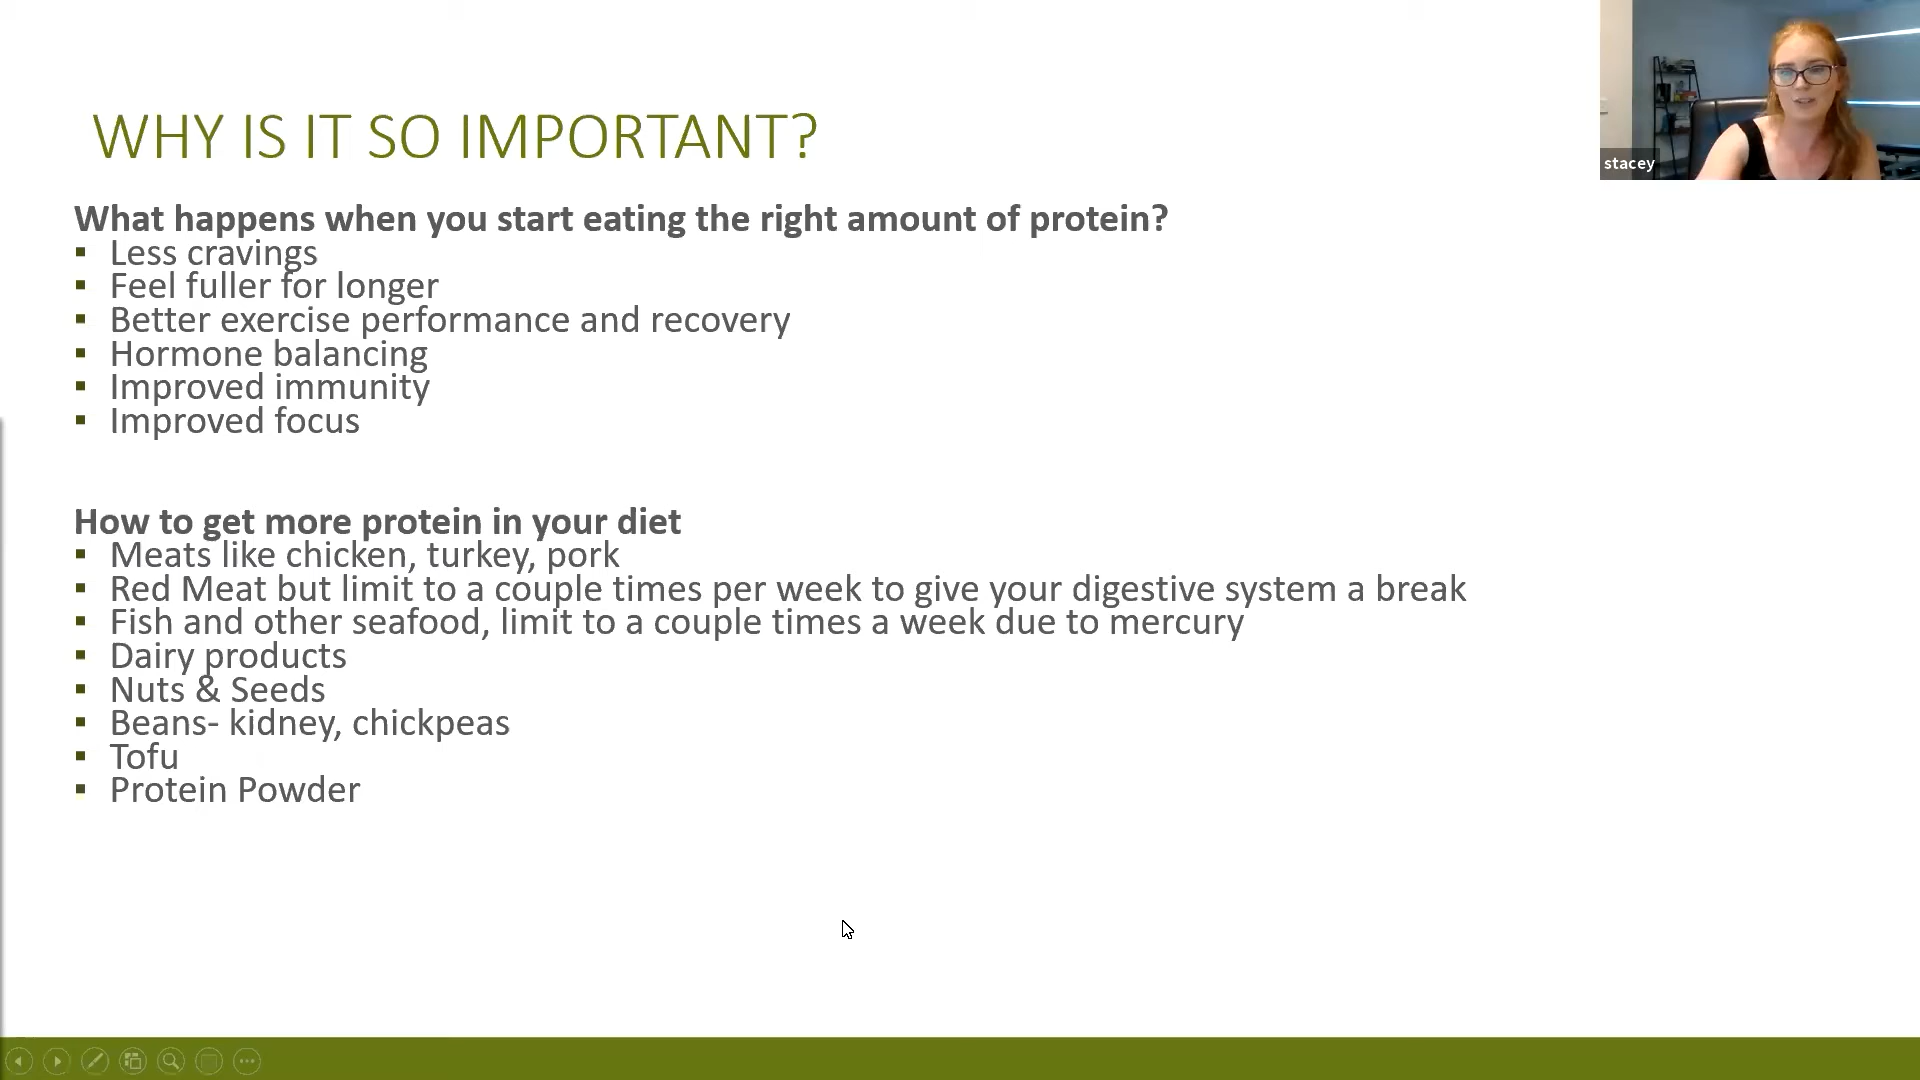 WHY IS IT SO IMPORTANT?
stacey
What happens when you start eating the right amount of protein?
▪ Less cravings
▪ Feel fuller for longer
▪ Better exercise performance and recovery
▪ Hormone balancing
▪ Improved immunity
▪ Improved focus
How to get more protein in your diet
▪ Meats like chicken, turkey, pork
▪ Red Meat but limit to a couple times per week to give your digestive system a break
▪ Fish and other seafood, limit to a couple times a week due to mercury
▪ Dairy products
▪ Nuts & Seeds
▪ Beans- kidney, chickpeas
▪ Tofu
▪ Protein Powder